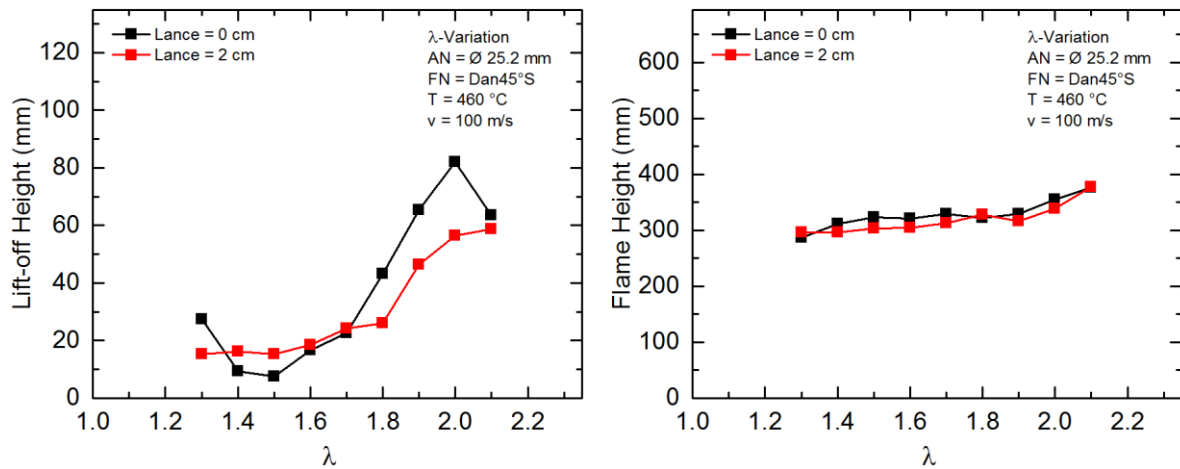 Lance = 0 cm
Lance = 2 cm
λ-Variation
AN = Ø 25.2 mm
FN = Dan45°S
T = 460 °C
v = 100 m/s
Lift-off Height (mm)
120
100
80
60
40
20
0
1.0 1.2 1.4 1.6 1.8 2.0 2.2
λ
Lance = 0 cm
Lance = 2 cm
λ-Variation
AN = Ø 25.2 mm
FN = Dan45°S
T = 460 °C
v = 100 m/s
Flame Height (mm)
600
500
400
300
200
100
0
1.0 1.2 1.4 1.6 1.8 2.0 2.2
λ